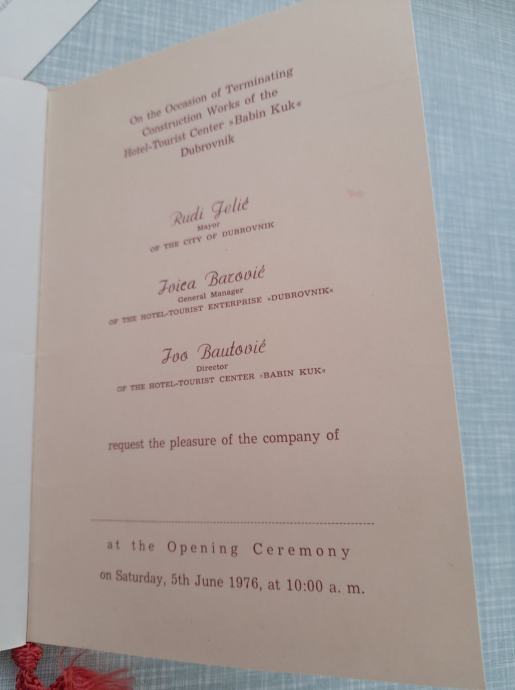 On the Occasion of Terminating
Construction Works of the
Hotel-Tourist Center »Babin Kuk«
Dubrovnik
Rudi Jelić
Mayor
OF THE CITY OF DUBROVNIK
Ivica Barović
General Manager
OF THE HOTEL-TOURIST ENTERPRISE »DUBROVNIK«
Ivo Bautović
Director
OF THE HOTEL-TOURIST CENTER »BABIN KUK«
request the pleasure of the company of
at the Opening Ceremony
on Saturday, 5th June 1976, at 10:00 a. m.